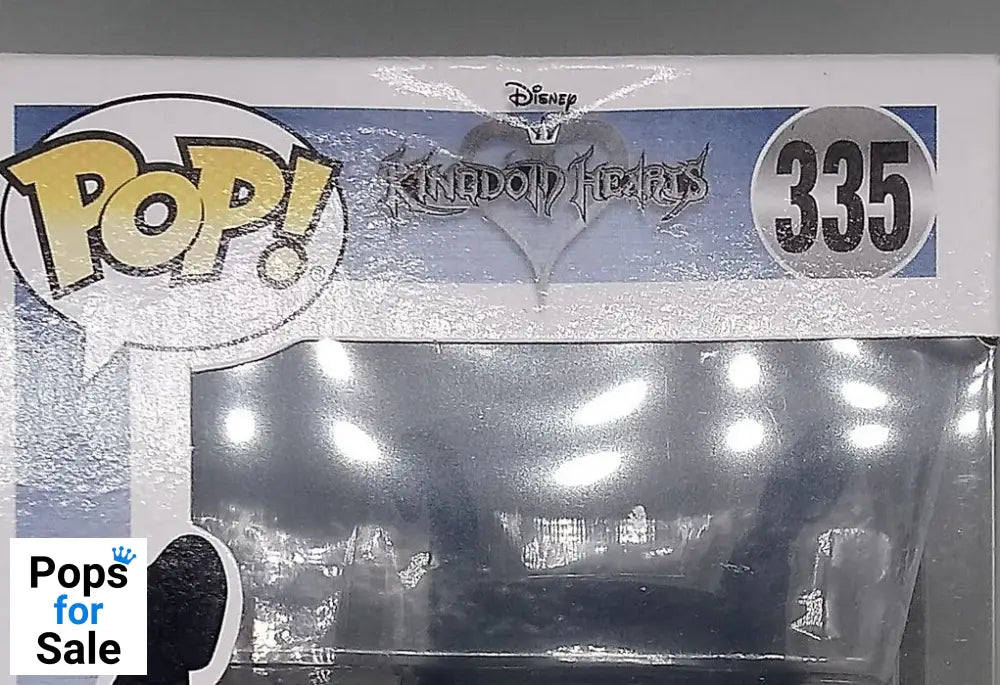 Disney
POP!
KINGDOM HEARTS
335
Pops
for
Sale